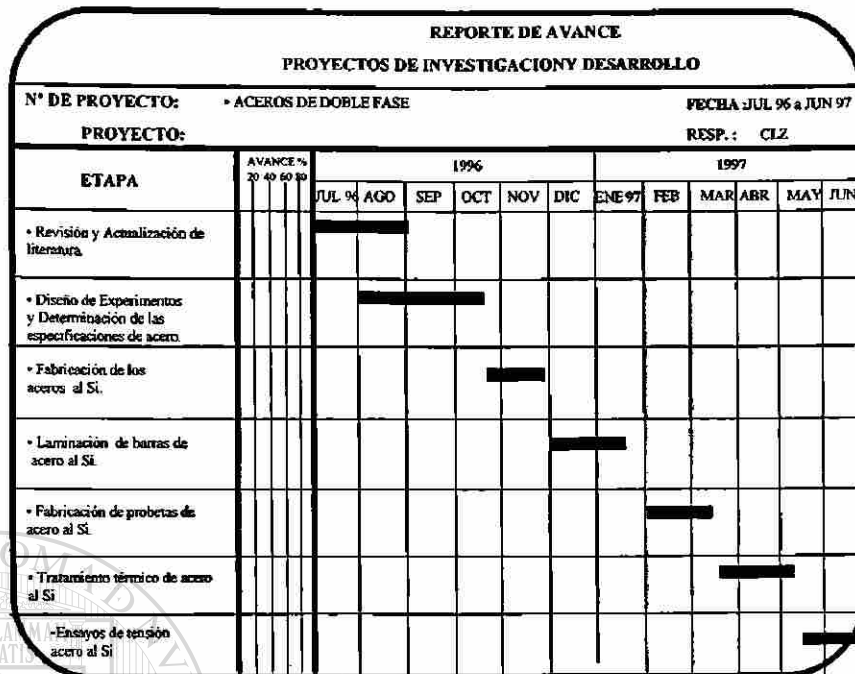 REPORTE DE AVANCE
PROYECTOS DE INVESTIGACIONY DESARROLLO
N° DE PROYECTO: • ACEROS DE DOBLE FASE FECHA :JUL 96 a JUN 97
PROYECTO: RESP. : CLZ
ETAPA AVANCE % 1996 1997
20 40 60 80
JUL 96 AGO SEP OCT NOV DIC ENE 97 FEB MAR ABR MAY JUN
• Revisión y Actualización de
literatura.
• Diseño de Experimentos
y Determinación de las
especificaciones de acero.
• Fabricación de los
aceros al Si.
• Laminación de barras de
acero al Si.
• Fabricación de probetas de
acero al Si.
• Tratamiento térmico de acero
al Si
-Ensayos de tensión
acero al Si